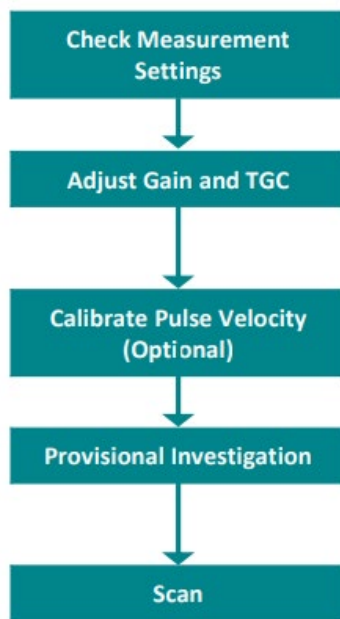 Check Measurement
Settings
Adjust Gain and TGC
Calibrate Pulse Velocity
(Optional)
Provisional Investigation
Scan